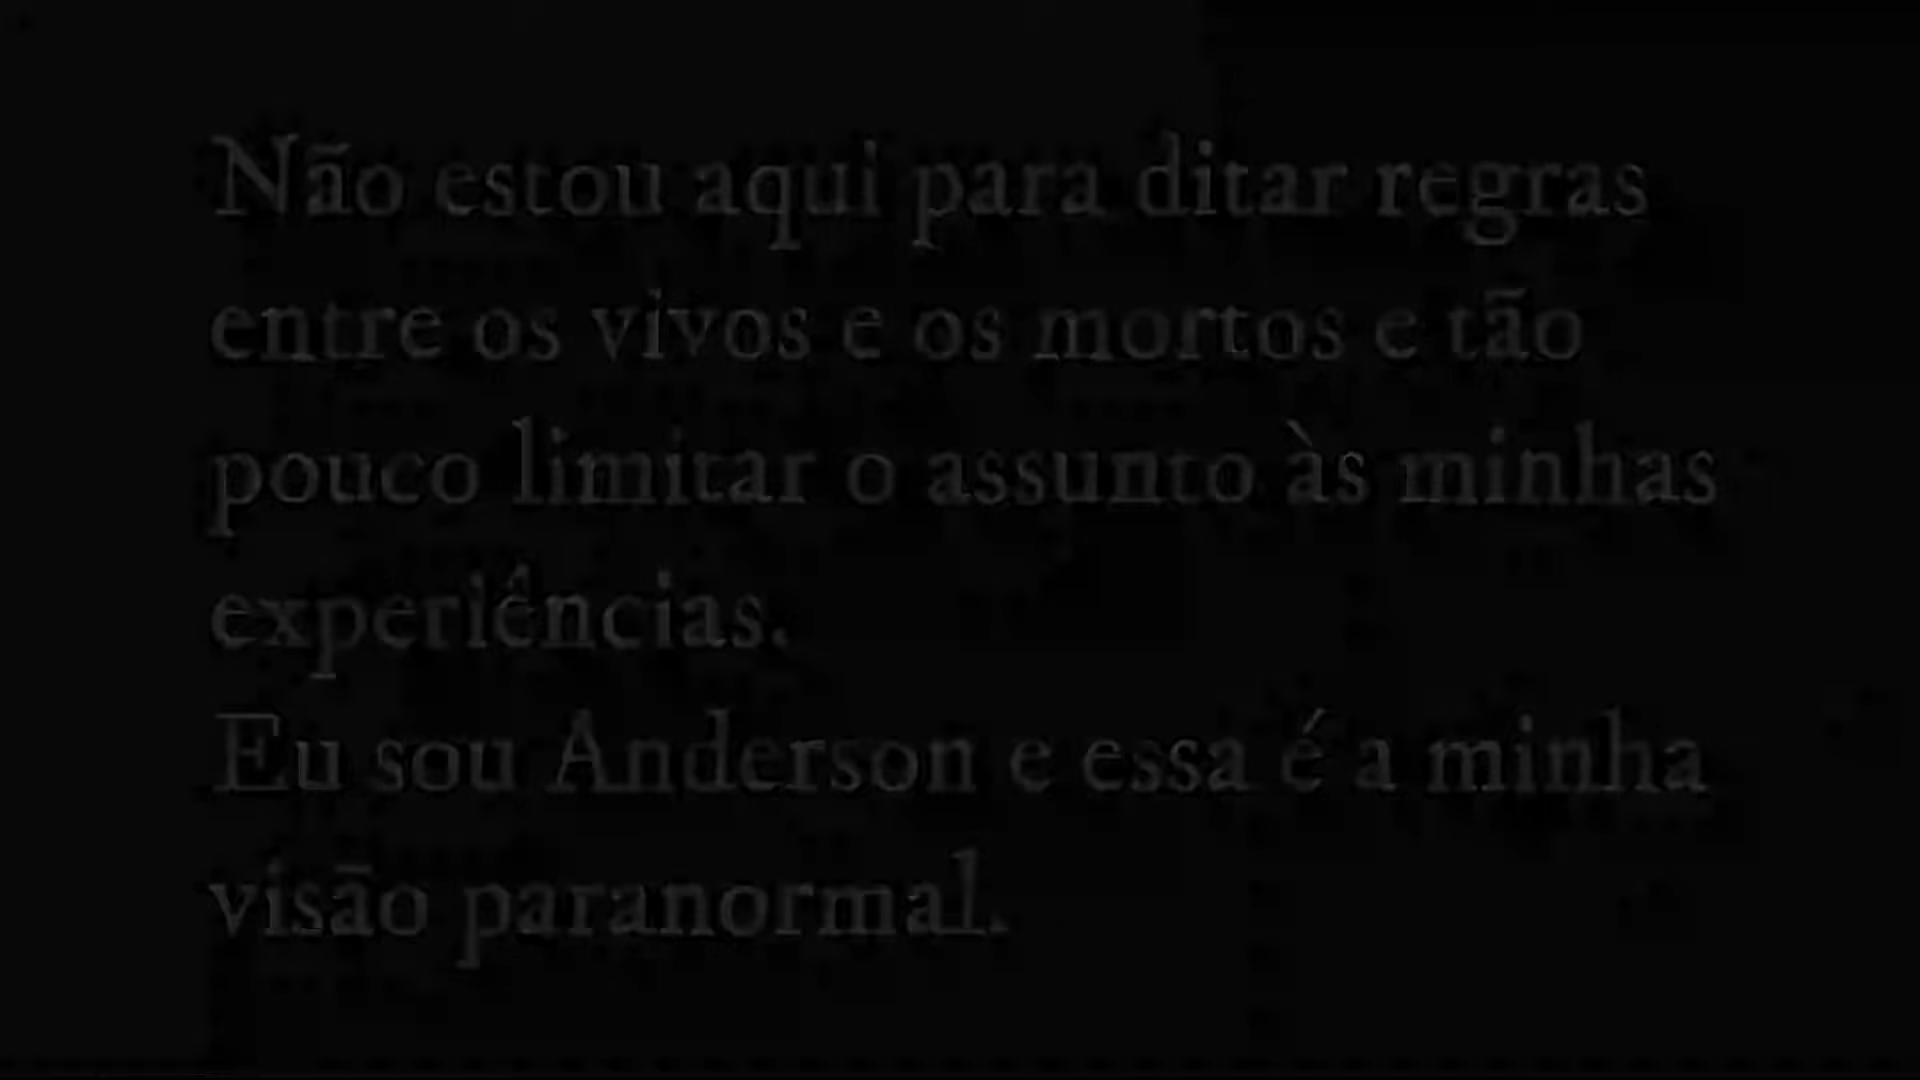 Não estou aqui para ditar regras
entre os vivos e os mortos e tão
pouco limitar o assunto às minhas
experiências.
Eu sou Anderson e essa é a minha
visão paranormal.